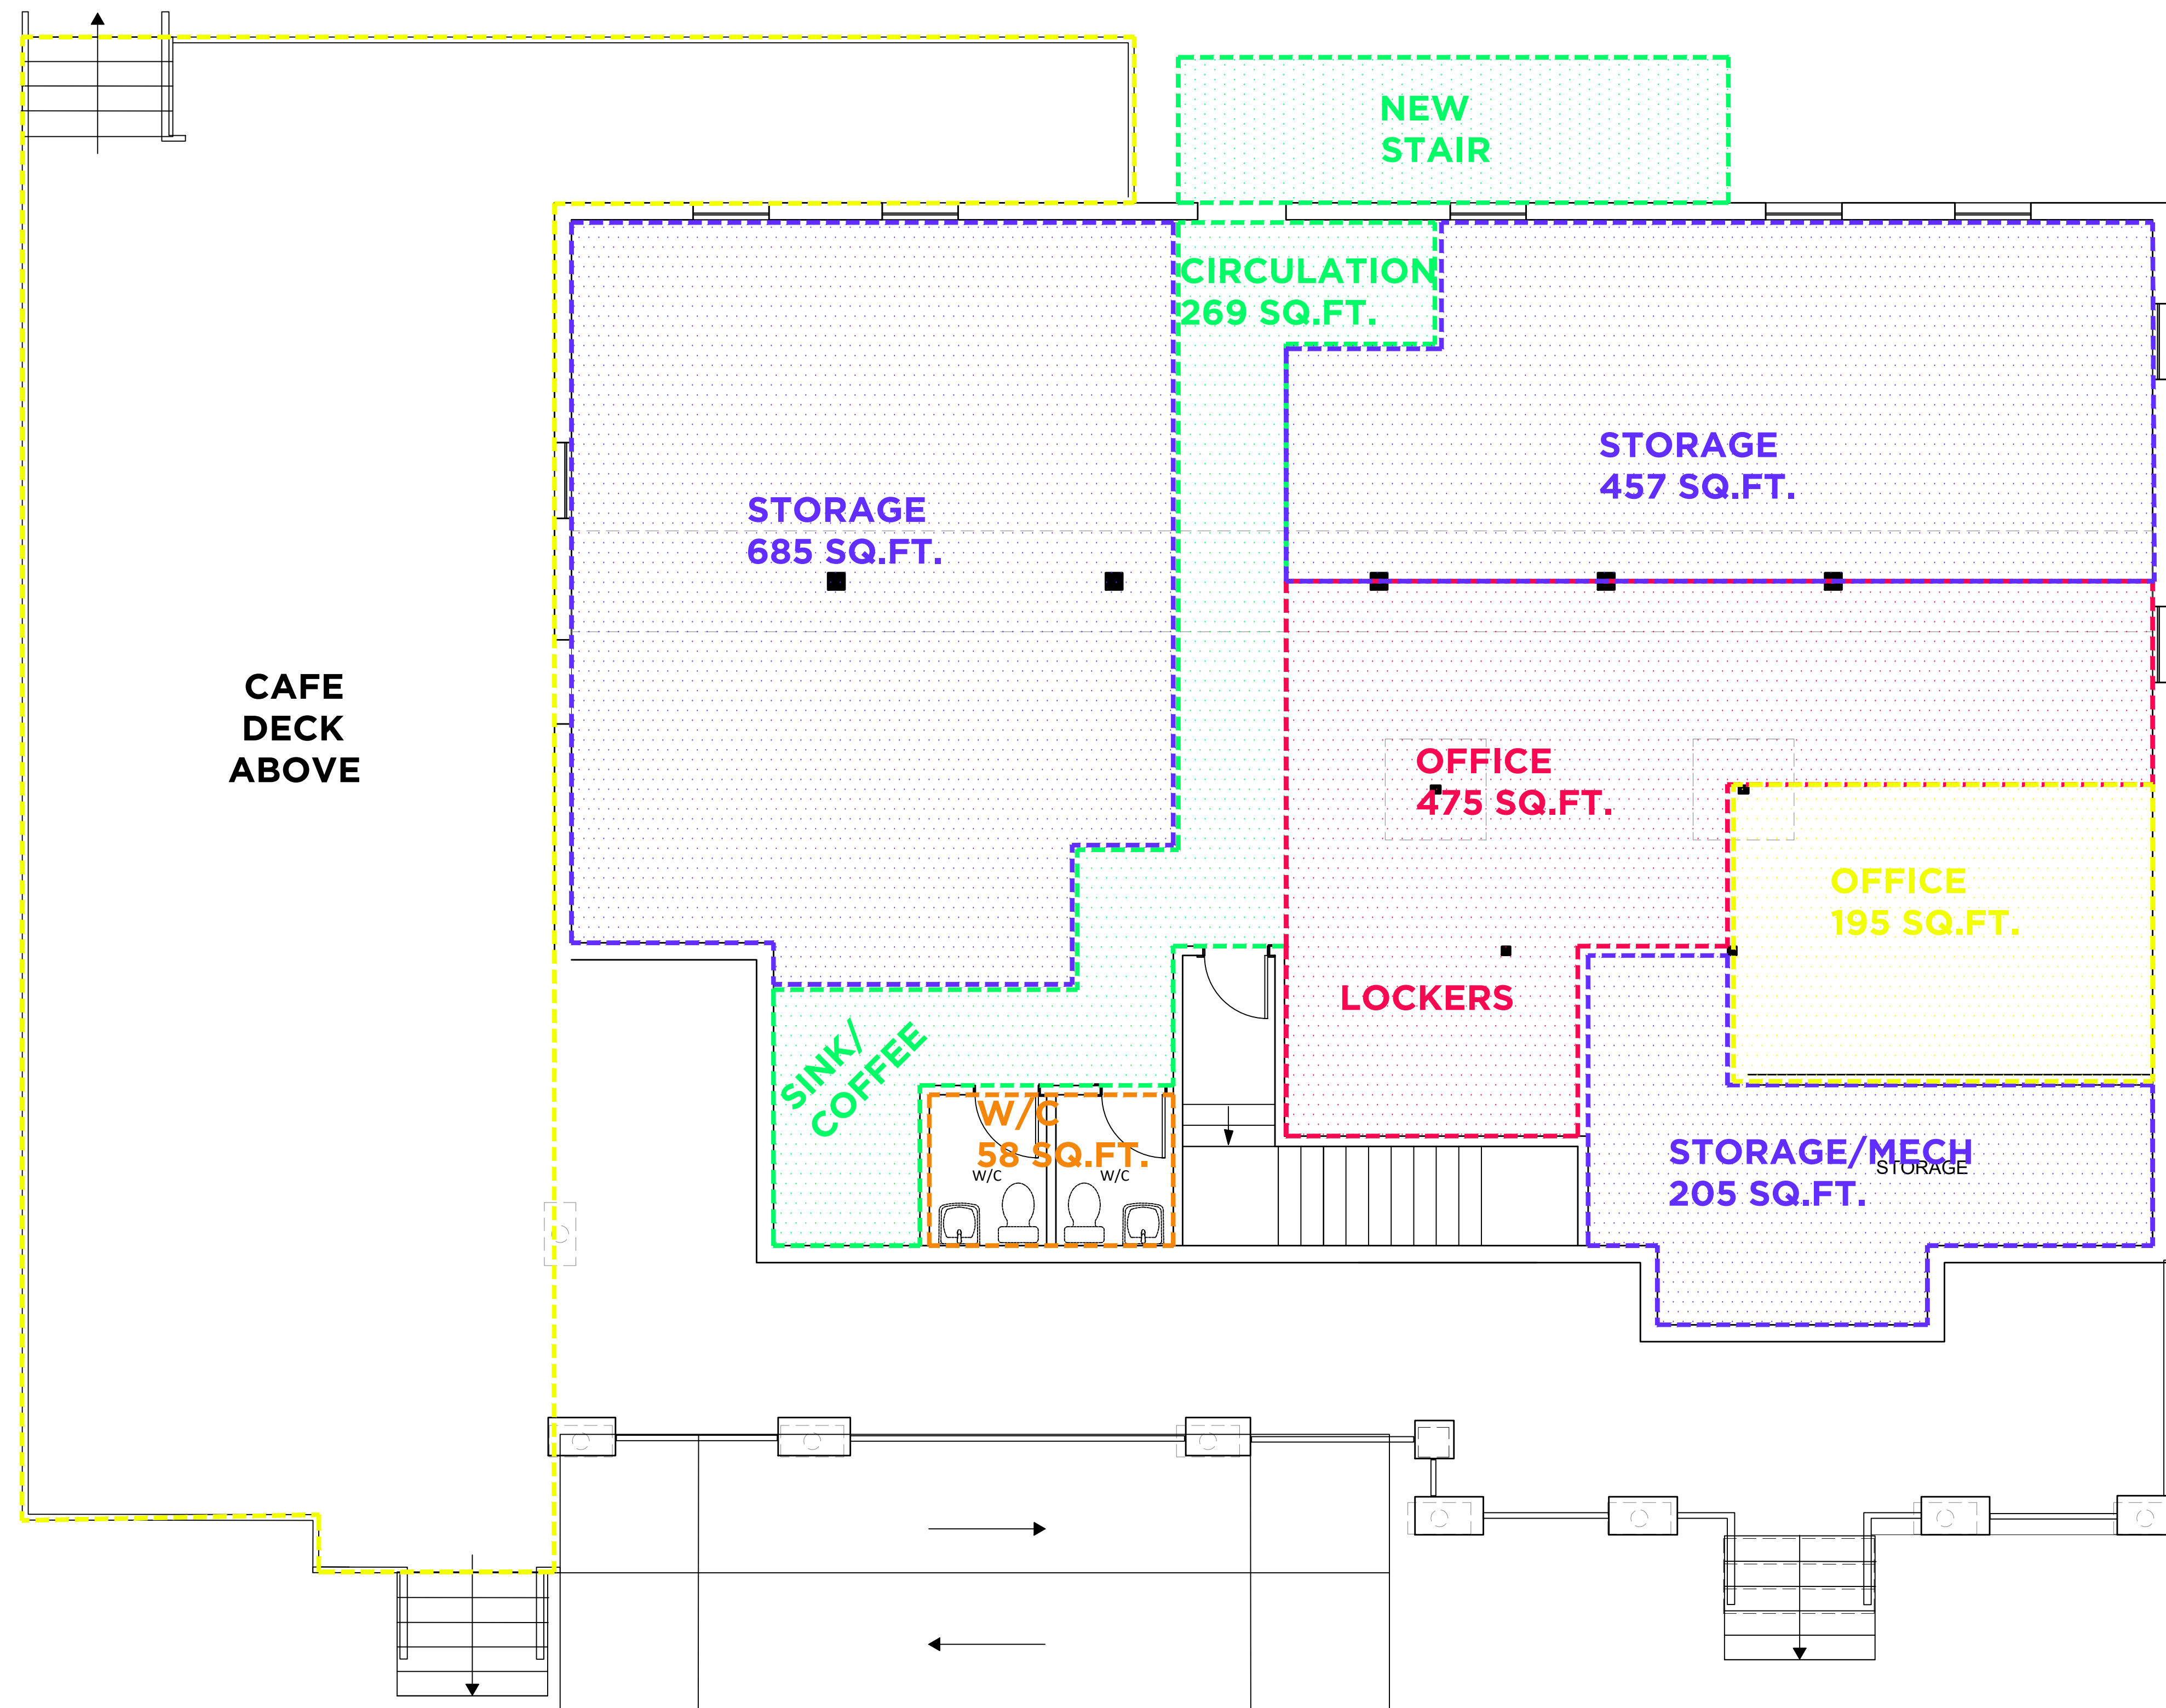 NEW
STAIR
CIRCULATION
269 SQ.FT.
STORAGE
457 SQ.FT.
STORAGE
685 SQ.FT.
CAFE
DECK
ABOVE
OFFICE
475 SQ.FT.
OFFICE
195 SQ.FT.
LOCKERS
SINK/
COFFEE
W/C
58 SQ.FT.
W/C
W/C
STORAGE/MECH
205 SQ.FT.
STORAGE